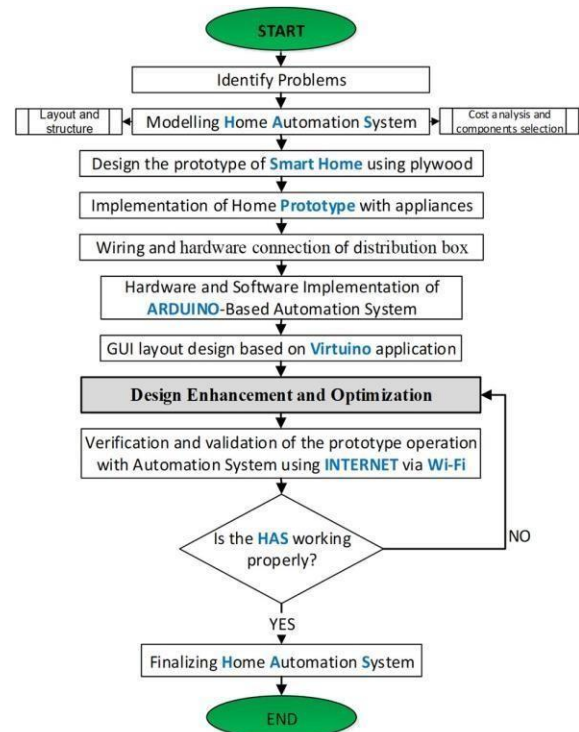 START
Identify Problems
Layout and
structure
Modelling Home Automation System
Cost analysis and
components selection
Design the prototype of Smart Home using plywood
Implementation of Home Prototype with appliances
Wiring and hardware connection of distribution box
Hardware and Software Implementation of
ARDUINO-Based Automation System
GUI layout design based on Virtuino application
Design Enhancement and Optimization
Verification and validation of the prototype operation
with Automation System using INTERNET via Wi-Fi
Is the HAS working
properly?
NO
YES
Finalizing Home Automation System
END